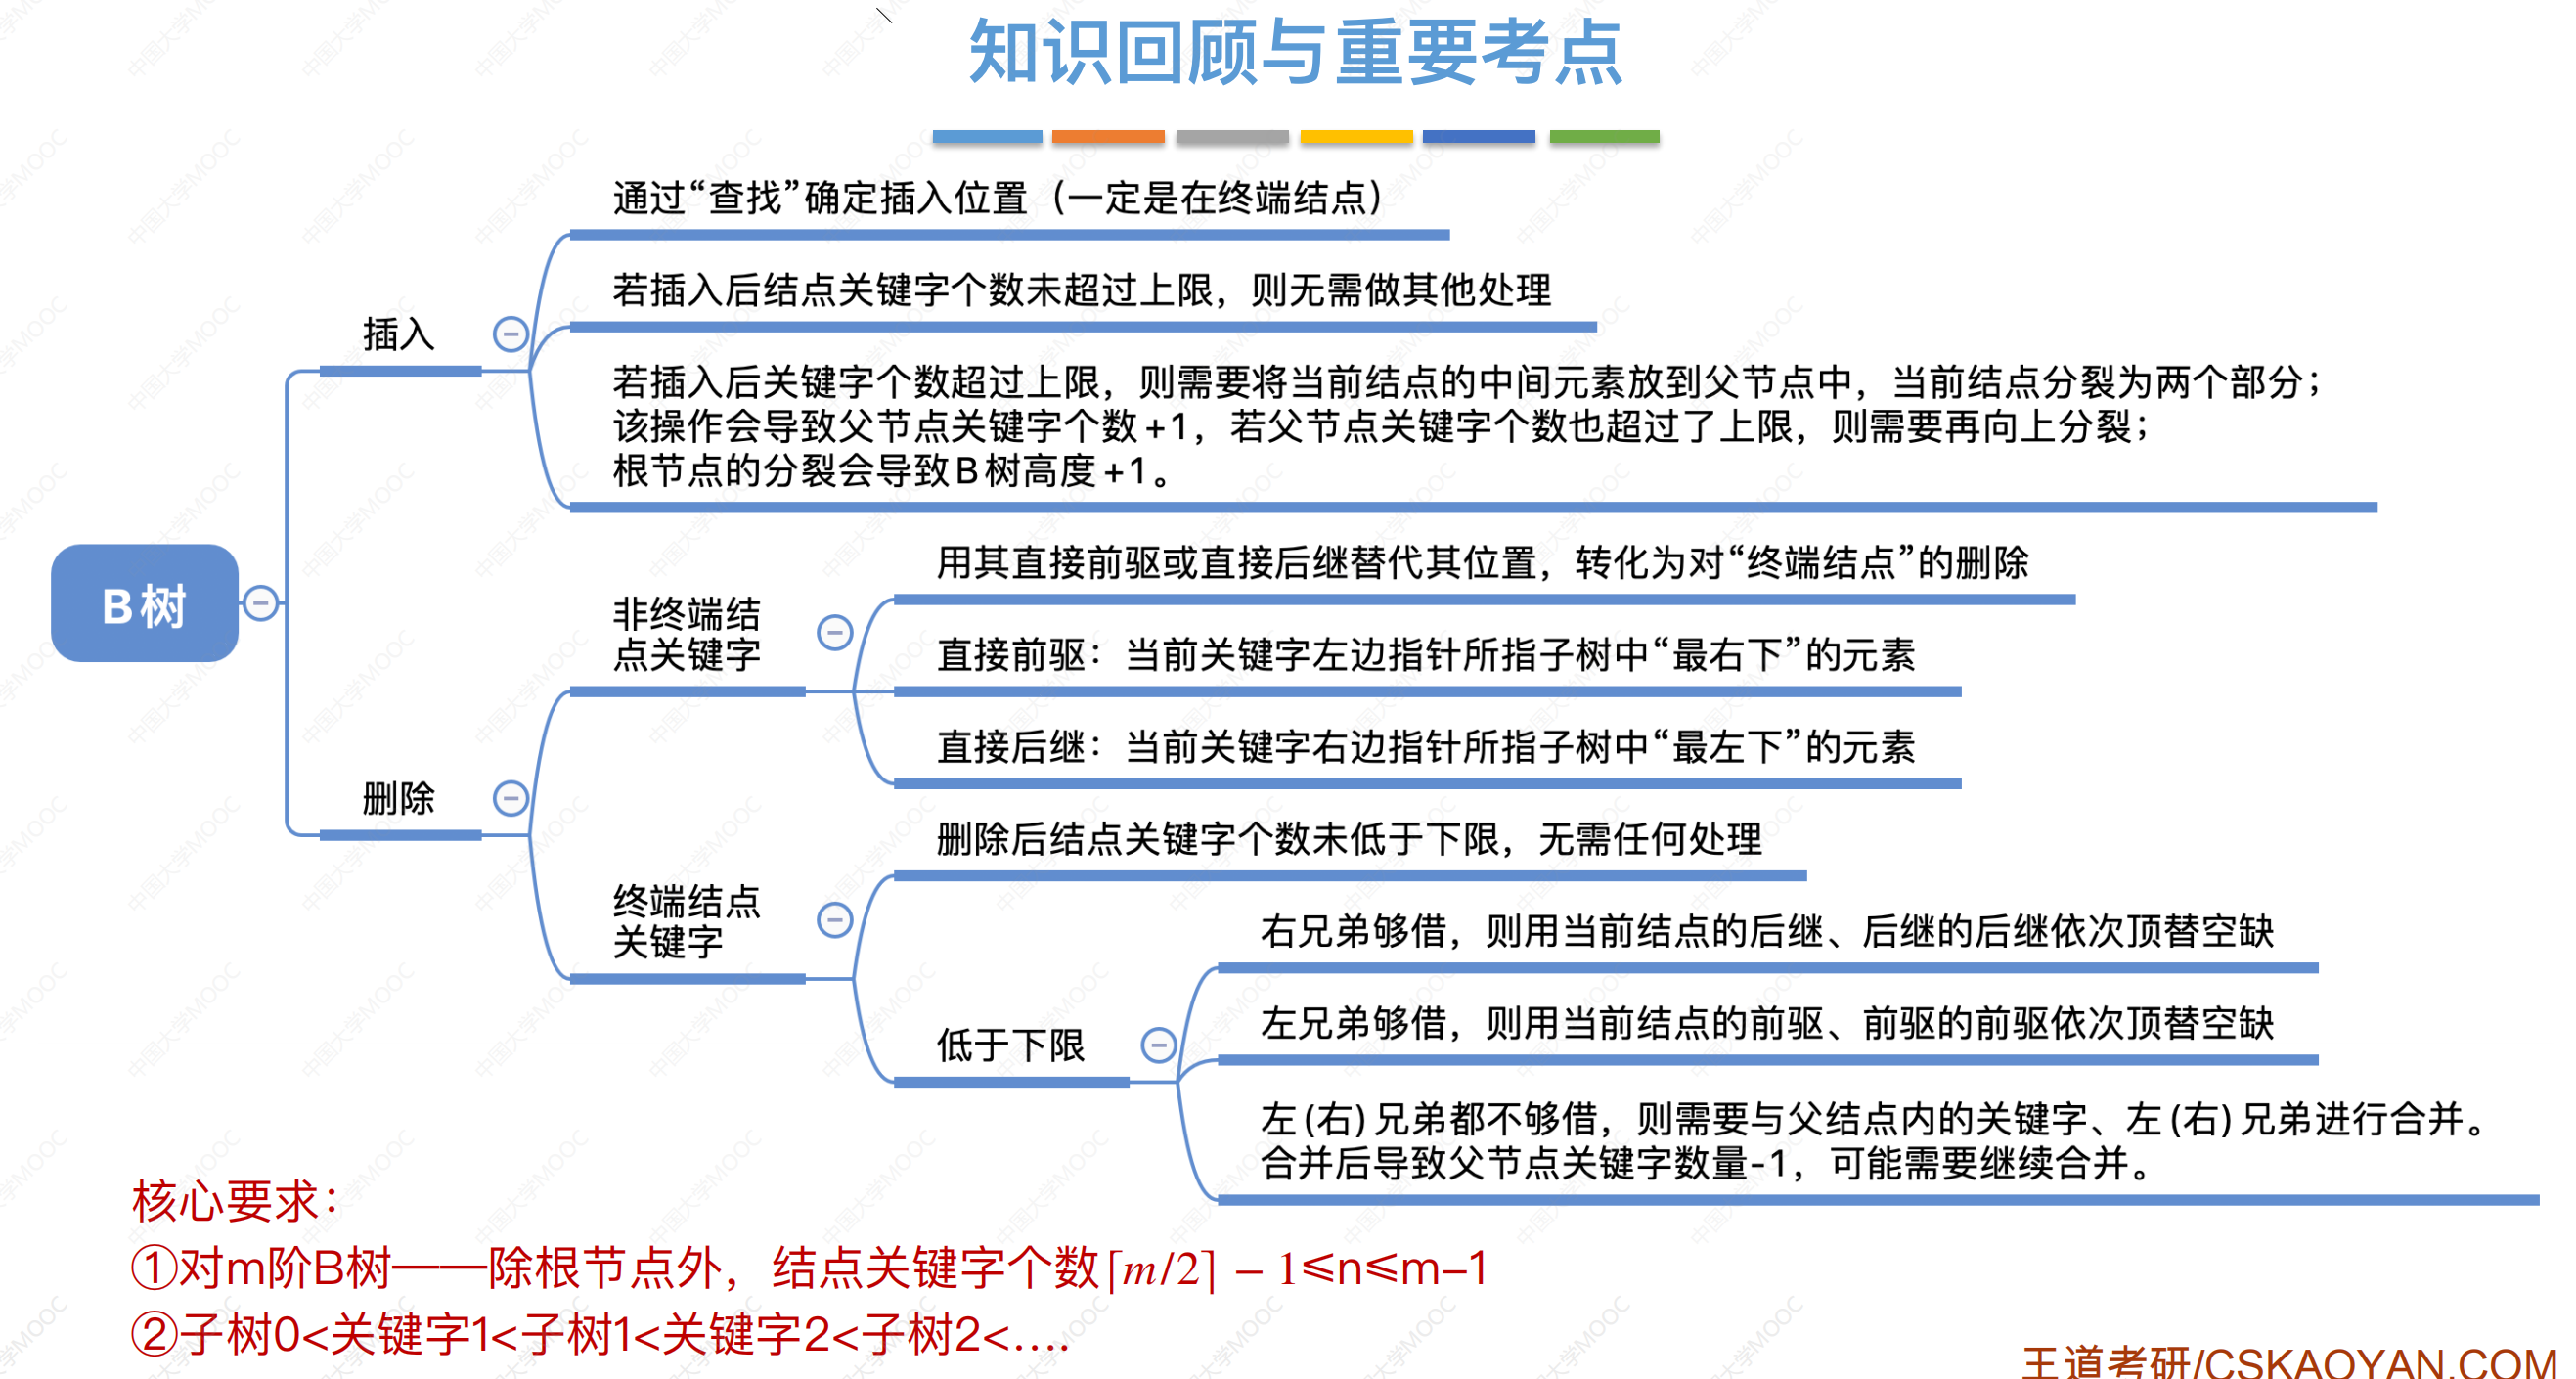 知识回顾与重要考点
通过“查找”确定插入位置（一定是在终端结点）
若插入后结点关键字个数未超过上限，则无需做其他处理
插入
若插入后关键字个数超过上限，则需要将当前结点的中间元素放到父节点中，当前结点分裂为两个部分；
该操作会导致父节点关键字个数+1，若父节点关键字个数也超过了上限，则需要再向上分裂；
根节点的分裂会导致B树高度+1。
B树
用其直接前驱或直接后继替代其位置，转化为对“终端结点”的删除
非终端结
点关键字
直接前驱：当前关键字左边指针所指子树中“最右下”的元素
直接后继：当前关键字右边指针所指子树中“最左下”的元素
删除
删除后结点关键字个数未低于下限，无需任何处理
终端结点
关键字
右兄弟够借，则用当前结点的后继、后继的后继依次顶替空缺
左兄弟够借，则用当前结点的前驱、前驱的前驱依次顶替空缺
低于下限
左(右)兄弟都不够借，则需要与父结点内的关键字、左(右)兄弟进行合并。
合并后导致父节点关键字数量-1，可能需要继续合并。
核心要求：
①对m阶B树——除根节点外，结点关键字个数⌈m/2⌉ – 1≤n≤m–1
②子树0<关键字1<子树1<关键字2<子树2<....
王道考研/CSKAOYAN.COM
中国大学MOOC